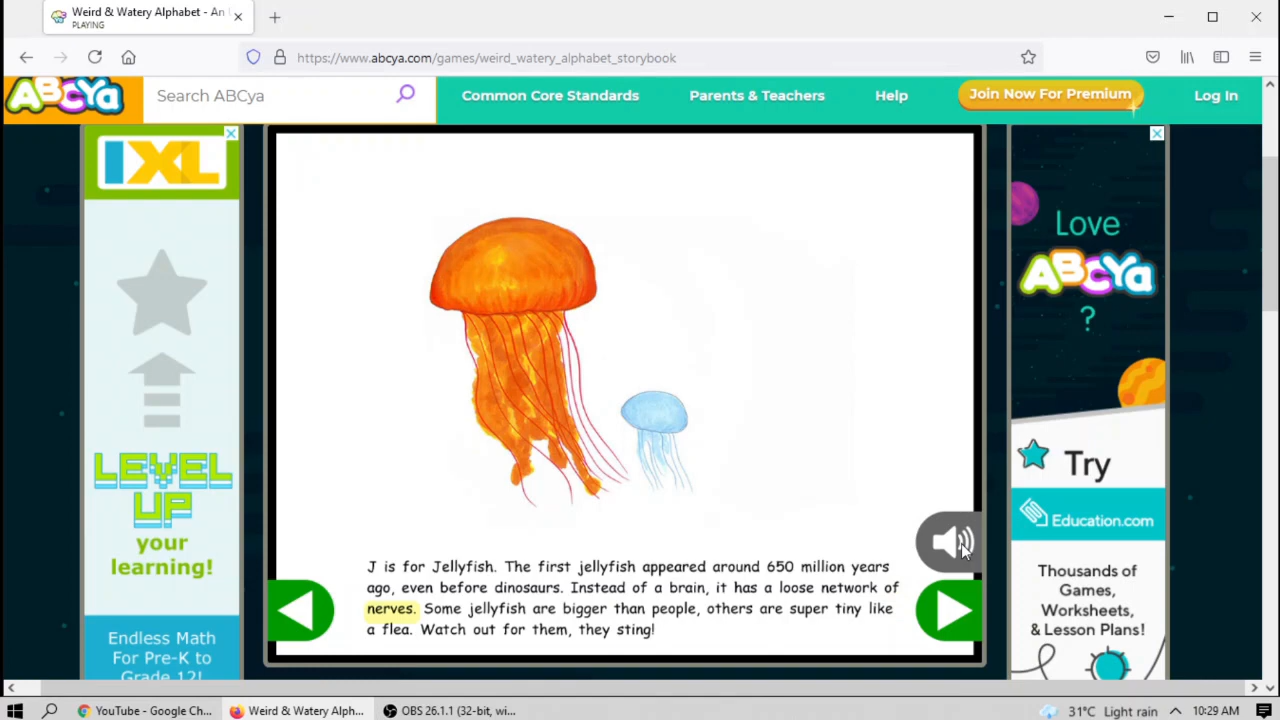 Weird & Watery Alphabet - An
PLAYING
https://www.abcya.com/games/weird_watery_alphabet_storybook
ABCYa
Search ABCya
Common Core Standards
Parents & Teachers
Help
Join Now For Premium
Log In
IXL
LEVEL
UP
your
learning!
Endless Math
For Pre-K to
Grade 12!
J is for Jellyfish. The first jellyfish appeared around 650 million years
ago, even before dinosaurs. Instead of a brain, it has a loose network of
nerves. Some jellyfish are bigger than people, others are super tiny like
a flea. Watch out for them, they sting!
Love
ABCYa
?
Try
Education.com
Thousands of
Games,
Worksheets,
& Lesson Plans!
YouTube - Google Ch...
Weird & Watery Alph...
OBS 26.1.1 (32-bit, wi...
31°C Light rain
10:29 AM